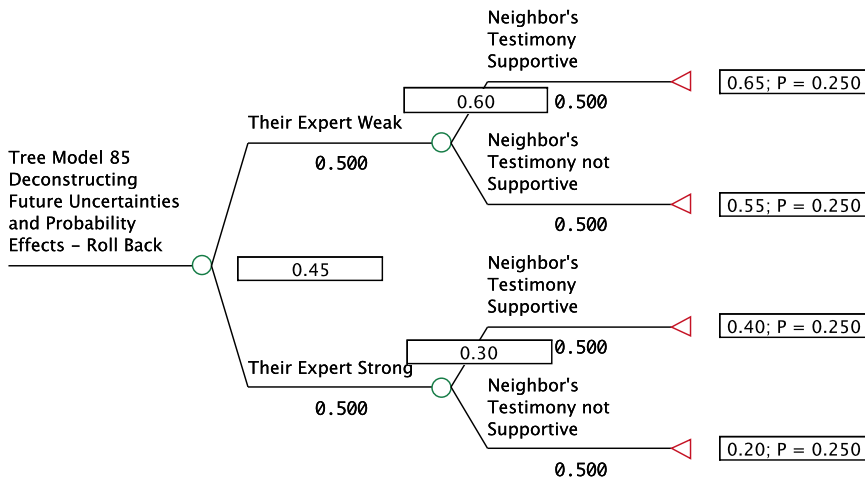 Tree Model 85
Deconstructing
Future Uncertainties
and Probability
Effects – Roll Back
0.45
Their Expert Weak
0.500
0.60
Neighbor's
Testimony
Supportive
0.500
0.65; P = 0.250
Neighbor's
Testimony not
Supportive
0.500
0.55; P = 0.250
Their Expert Strong
0.500
0.30
Neighbor's
Testimony
Supportive
0.500
0.40; P = 0.250
Neighbor's
Testimony not
Supportive
0.500
0.20; P = 0.250